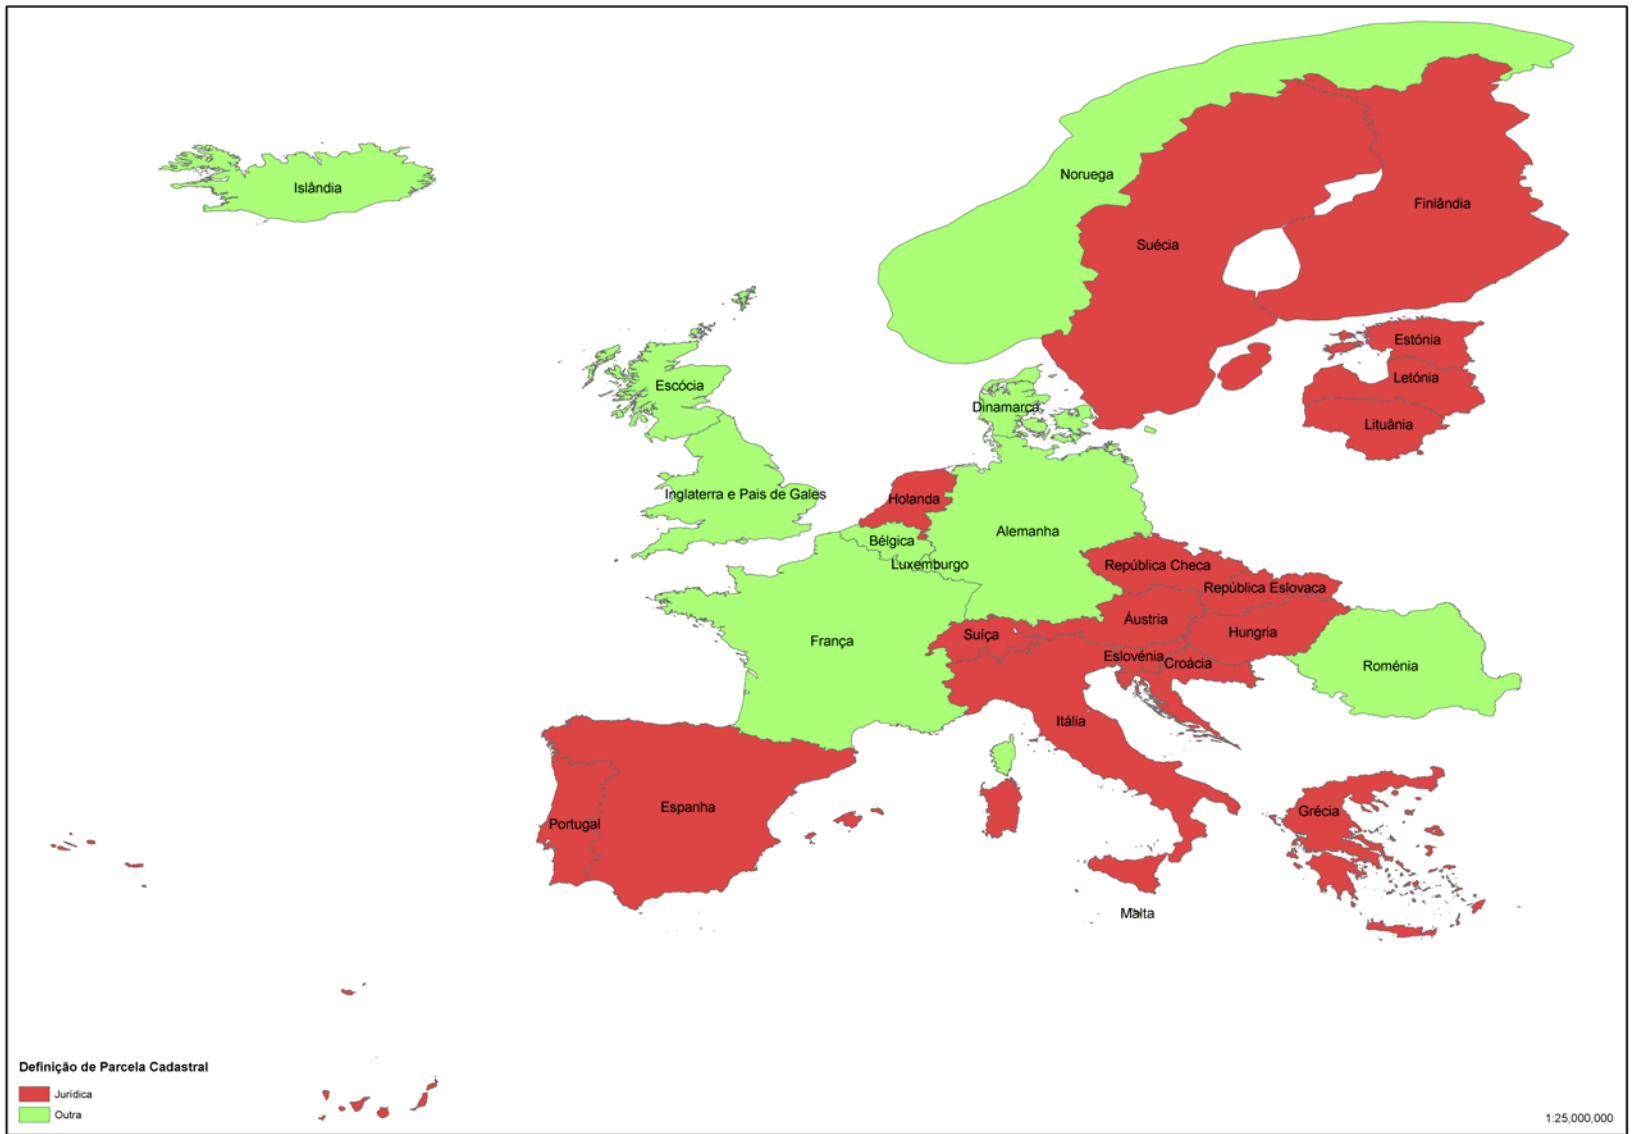 Islândia
Noruega
Finlândia
Suécia
Estónia
Letónia
Lituânia
Escócia
Dinamarca
Inglaterra e Pais de Gales
Holanda
Alemanha
Bélgica
Luxemburgo
República Checa
República Eslovaca
Áustria
Hungria
Suíça
França
Eslovénia
Croácia
Roménia
Itália
Espanha
Portugal
Grécia
Malta
Definição de Parcela Cadastral
Jurídica
Outra
1:25,000,000